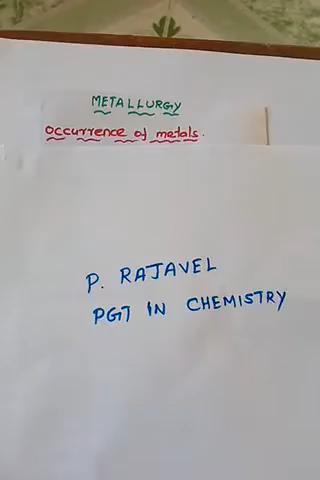 METALLURGY
Occurrence of metals.
P. RAJAVEL
PGT IN CHEMISTRY